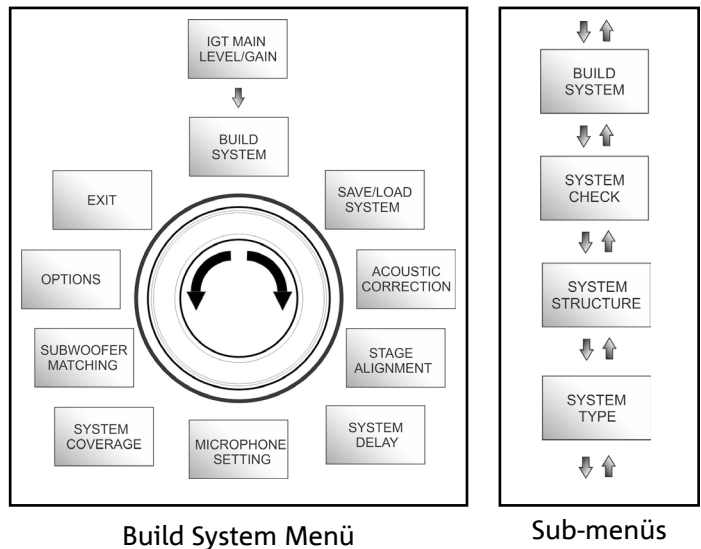 IGT MAIN
LEVEL/GAIN
BUILD
SYSTEM
EXIT
SAVE/LOAD
SYSTEM
OPTIONS
ACOUSTIC
CORRECTION
SUBWOOFER
MATCHING
STAGE
ALIGNMENT
SYSTEM
COVERAGE
MICROPHONE
SETTING
SYSTEM
DELAY
Build System Menü
BUILD
SYSTEM
SYSTEM
CHECK
SYSTEM
STRUCTURE
SYSTEM
TYPE
Sub-menüs